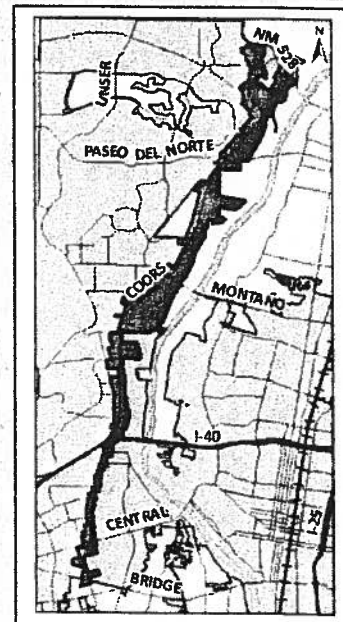 N
NM 528
UNSER
PASEO DEL NORTE
COORS
MONTAÑO
I-40
CENTRAL
I-25
BRIDGE